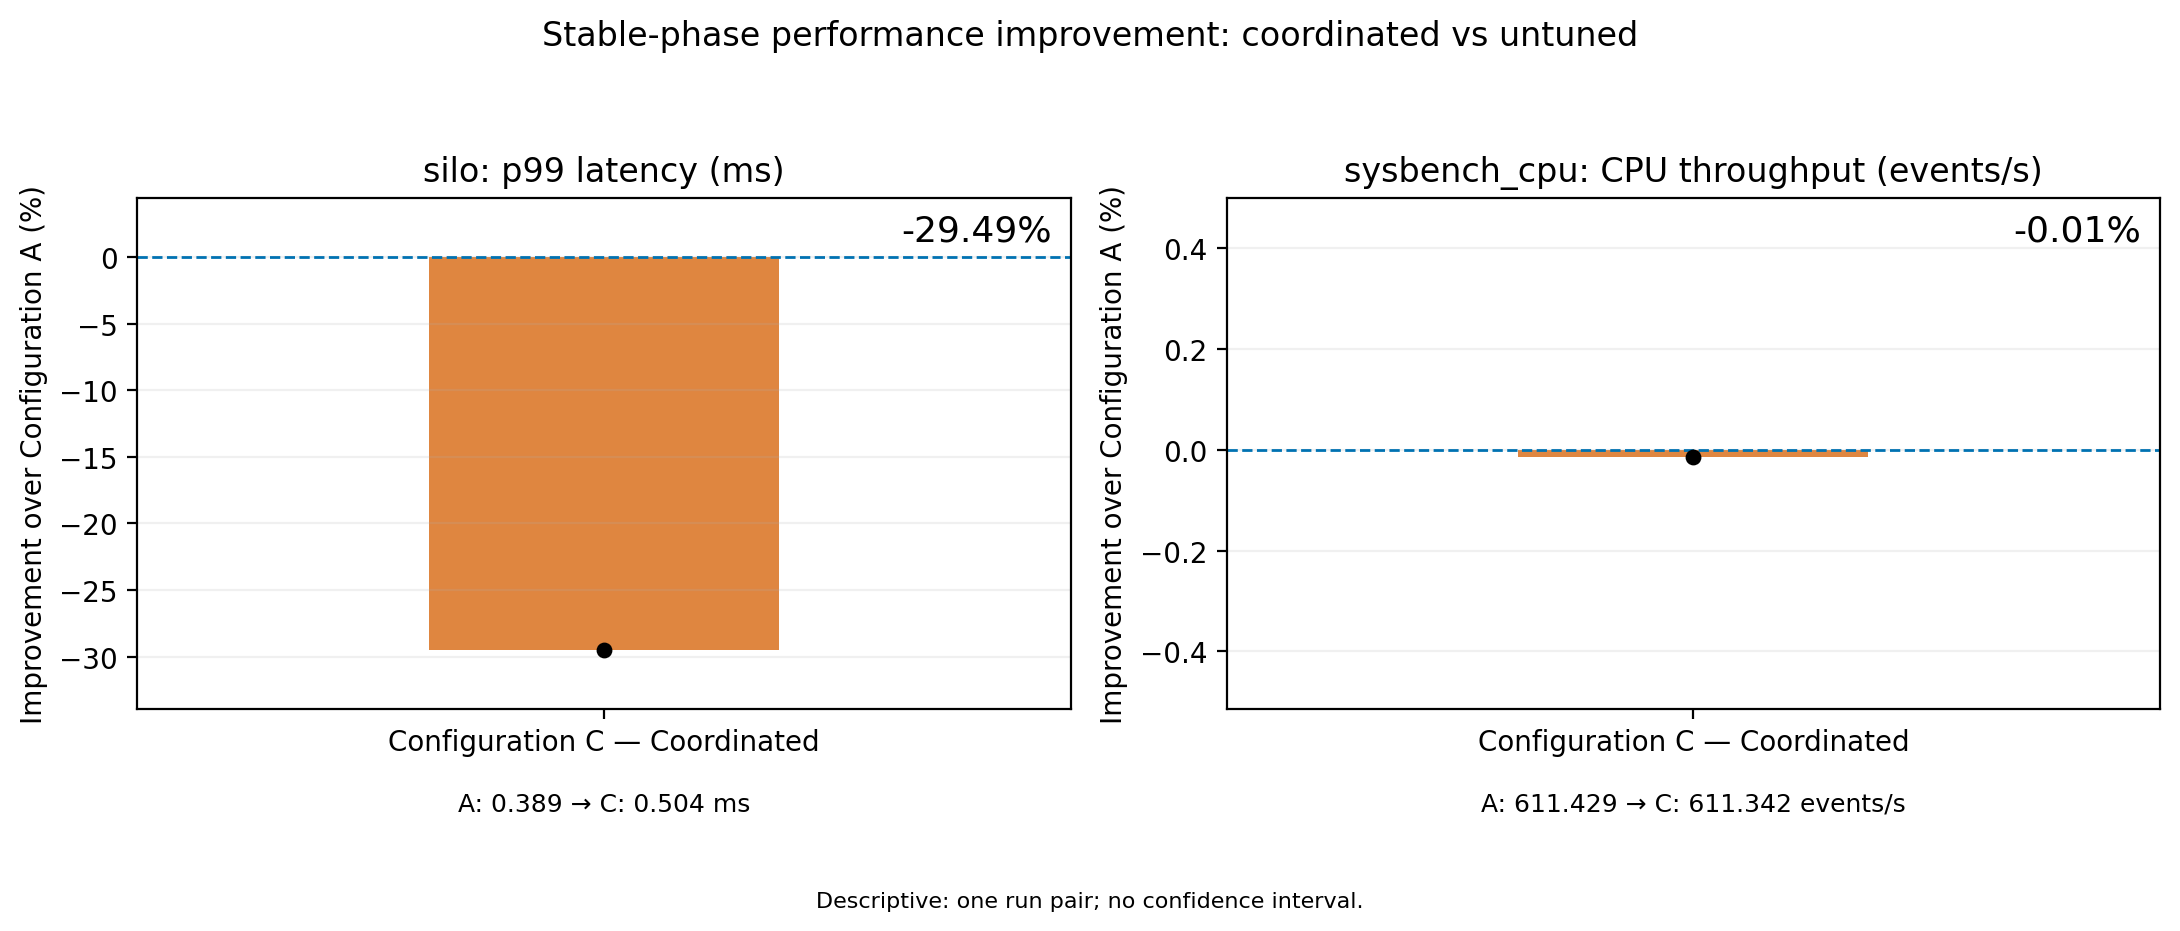 Stable-phase performance improvement: coordinated vs untuned
silo: p99 latency (ms)
Improvement over Configuration A (%)
-29.49%
0
−5
−10
−15
−20
−25
−30
Configuration C — Coordinated
A: 0.389 → C: 0.504 ms
sysbench_cpu: CPU throughput (events/s)
Improvement over Configuration A (%)
-0.01%
0.4
0.2
0.0
−0.2
−0.4
Configuration C — Coordinated
A: 611.429 → C: 611.342 events/s
Descriptive: one run pair; no confidence interval.